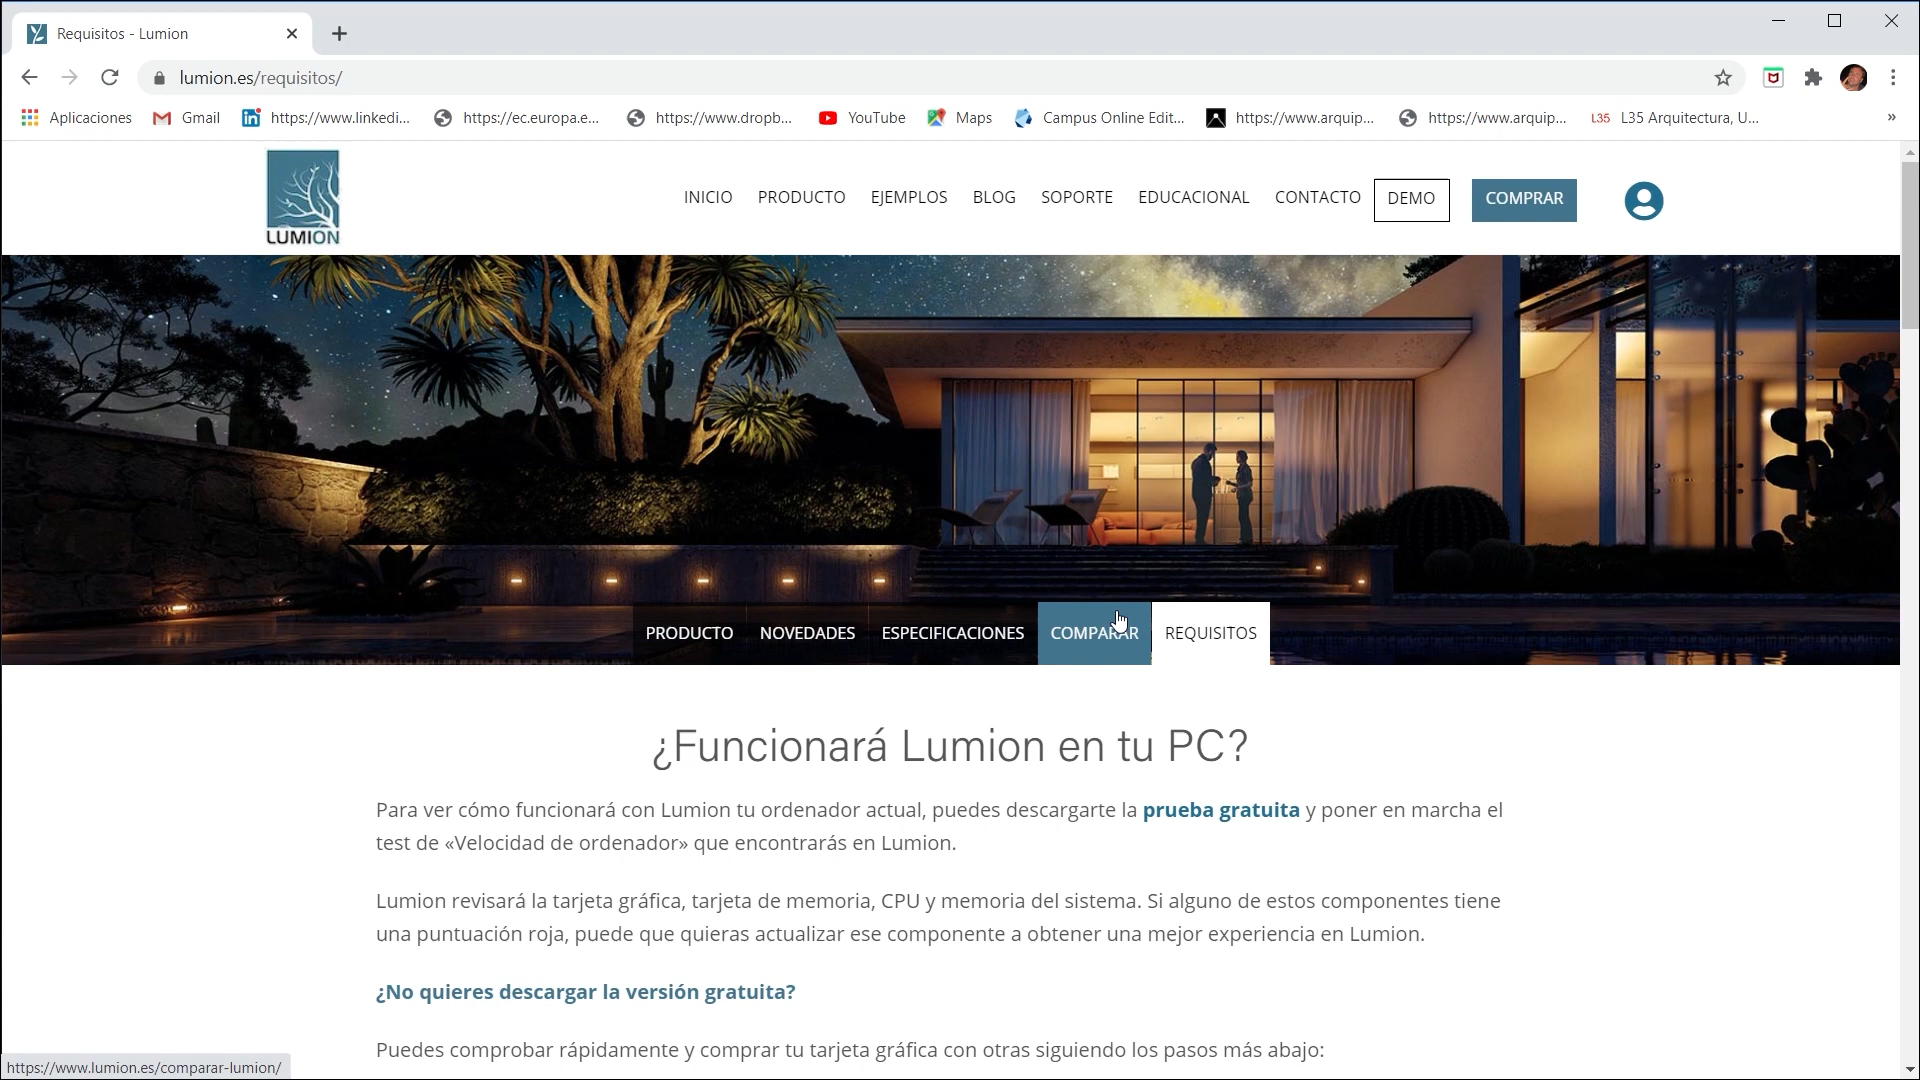 Requisitos - Lumion
lumion.es/requisitos/
Aplicaciones Gmail https://www.linkedi... https://ec.europa.e... https://www.dropb... YouTube Maps Campus Online Edit... https://www.arquip... https://www.arquip... L35 L35 Arquitectura, U... »
LUMION
INICIO PRODUCTO EJEMPLOS BLOG SOPORTE EDUCACIONAL CONTACTO DEMO COMPRAR
PRODUCTO NOVEDADES ESPECIFICACIONES COMPARAR REQUISITOS
¿Funcionará Lumion en tu PC?
Para ver cómo funcionará con Lumion tu ordenador actual, puedes descargarte la prueba gratuita y poner en marcha el
test de «Velocidad de ordenador» que encontrarás en Lumion.
Lumion revisará la tarjeta gráfica, tarjeta de memoria, CPU y memoria del sistema. Si alguno de estos componentes tiene
una puntuación roja, puede que quieras actualizar ese componente a obtener una mejor experiencia en Lumion.
¿No quieres descargar la versión gratuita?
Puedes comprobar rápidamente y comprar tu tarjeta gráfica con otras siguiendo los pasos más abajo:
https://www.lumion.es/comparar-lumion/